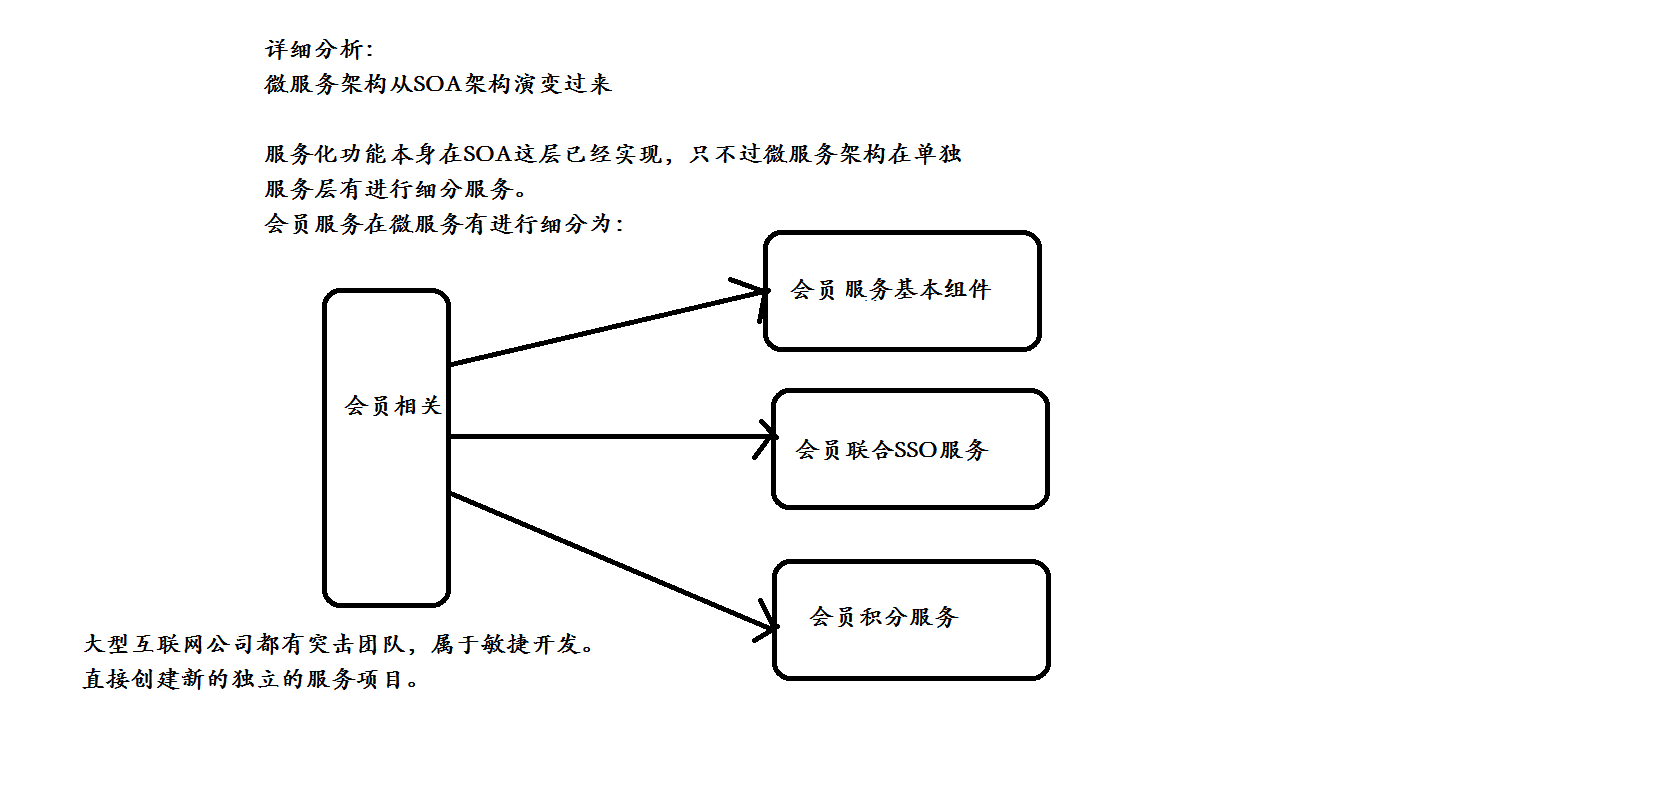 详细分析：
微服务架构从SOA架构演变过来
服务化功能本身在SOA这层已经实现，只不过微服务架构在单独
服务层有进行细分服务。
会员服务在微服务有进行细分为：
会员服务基本组件
会员相关
会员联合SSO服务
会员积分服务
大型互联网公司都有突击团队，属于敏捷开发。
直接创建新的独立的服务项目。